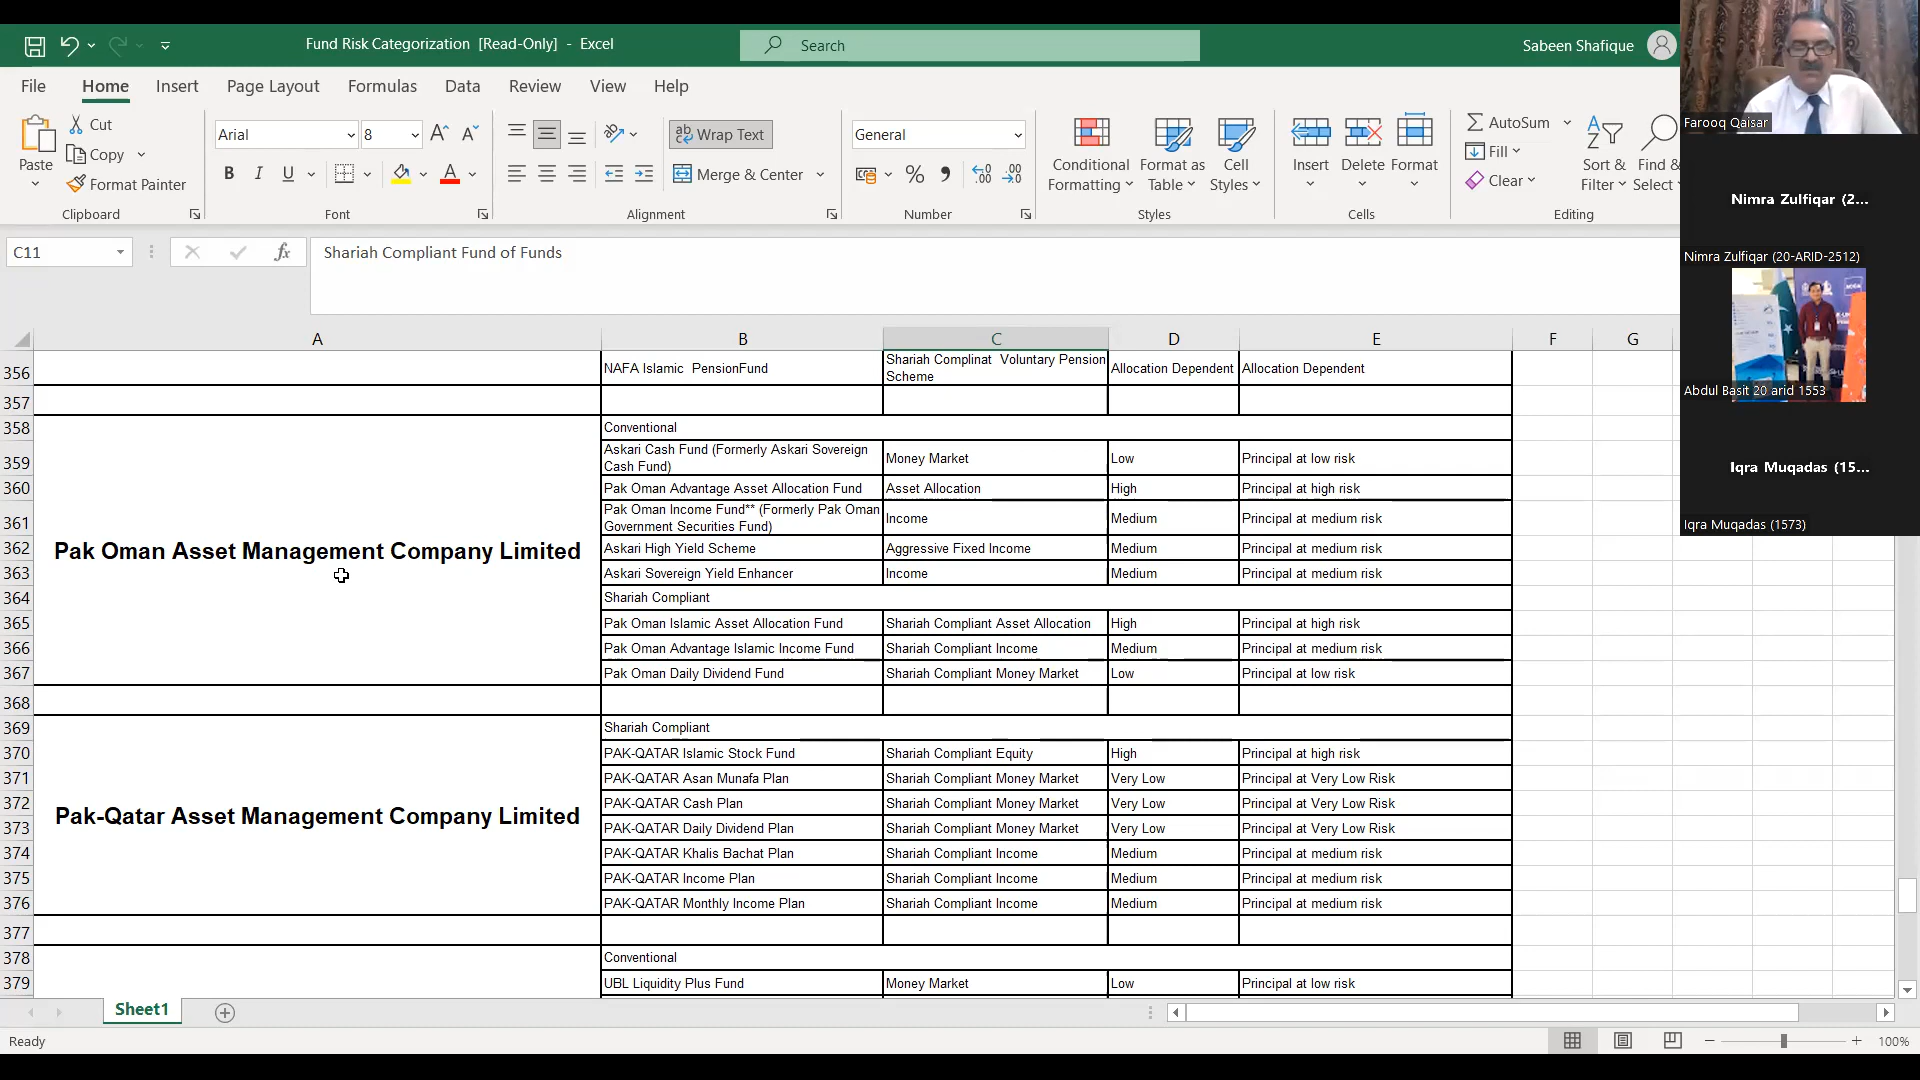 Fund Risk Categorization [Read-Only] - Excel
Search
Sabeen Shafique
File Home Insert Page Layout Formulas Data Review View Help
Paste
Cut
Copy
Format Painter
Clipboard
Arial 8
B I U
Font
Wrap Text
Merge & Center
Alignment
General
Number
Conditional Formatting
Format as Table
Cell Styles
Styles
Insert
Delete
Format
Cells
AutoSum
Fill
Clear
Sort & Filter
Find & Select
Editing
C11
fx
Shariah Compliant Fund of Funds
A B C D E F G
356 NAFA Islamic PensionFund Shariah Complinat Voluntary Pension Scheme Allocation Dependent Allocation Dependent
357
358 Conventional
359 Askari Cash Fund (Formerly Askari Sovereign Cash Fund) Money Market Low Principal at low risk
360 Pak Oman Advantage Asset Allocation Fund Asset Allocation High Principal at high risk
361 Pak Oman Income Fund** (Formerly Pak Oman Government Securities Fund) Income Medium Principal at medium risk
Pak Oman Asset Management Company Limited
362 Askari High Yield Scheme Aggressive Fixed Income Medium Principal at medium risk
363 Askari Sovereign Yield Enhancer Income Medium Principal at medium risk
364 Shariah Compliant
365 Pak Oman Islamic Asset Allocation Fund Shariah Compliant Asset Allocation High Principal at high risk
366 Pak Oman Advantage Islamic Income Fund Shariah Compliant Income Medium Principal at medium risk
367 Pak Oman Daily Dividend Fund Shariah Compliant Money Market Low Principal at low risk
368
369 Shariah Compliant
370 PAK-QATAR Islamic Stock Fund Shariah Compliant Equity High Principal at high risk
371 PAK-QATAR Asan Munafa Plan Shariah Compliant Money Market Very Low Principal at Very Low Risk
372 PAK-QATAR Cash Plan Shariah Compliant Money Market Very Low Principal at Very Low Risk
Pak-Qatar Asset Management Company Limited
373 PAK-QATAR Daily Dividend Plan Shariah Compliant Money Market Very Low Principal at Very Low Risk
374 PAK-QATAR Khalis Bachat Plan Shariah Compliant Income Medium Principal at medium risk
375 PAK-QATAR Income Plan Shariah Compliant Income Medium Principal at medium risk
376 PAK-QATAR Monthly Income Plan Shariah Compliant Income Medium Principal at medium risk
377
378 Conventional
379 UBL Liquidity Plus Fund Money Market Low Principal at low risk
Sheet1
Ready
100%
Farooq Qaisar
Nimra Zulfiqar (2...
Nimra Zulfiqar (20-ARID-2512)
Abdul Basit 20 arid 1553
Iqra Muqadas (15...
Iqra Muqadas (1573)